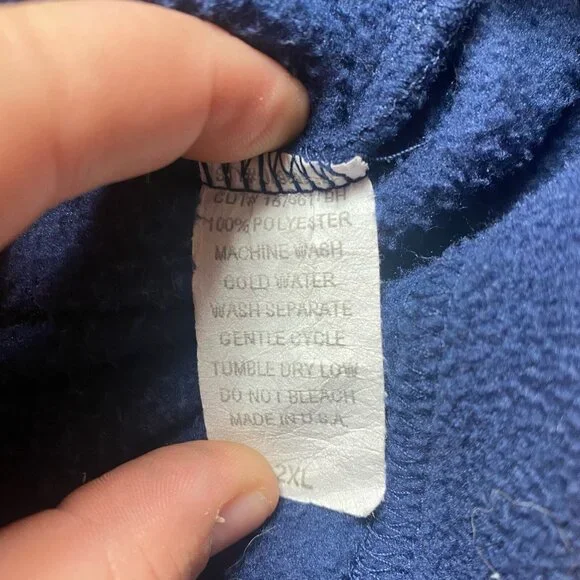 CUT#
100% POLYESTER
MACHINE WASH
COLD WATER
WASH SEPARATE
GENTLE CYCLE
TUMBLE DRY LOW
DO NOT BLEACH
MADE IN U.S.A.
2XL